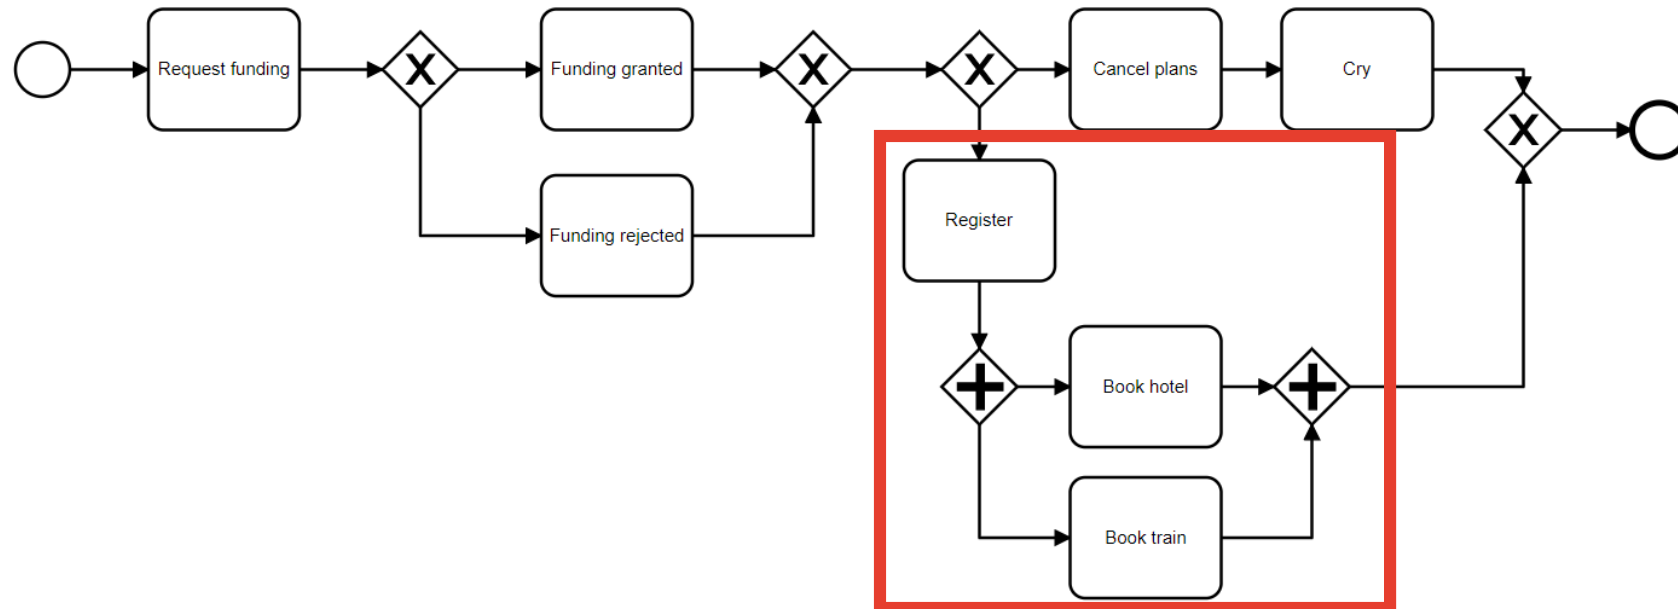 Request funding
Funding granted
Cancel plans
Cry
Funding rejected
Register
Book hotel
Book train